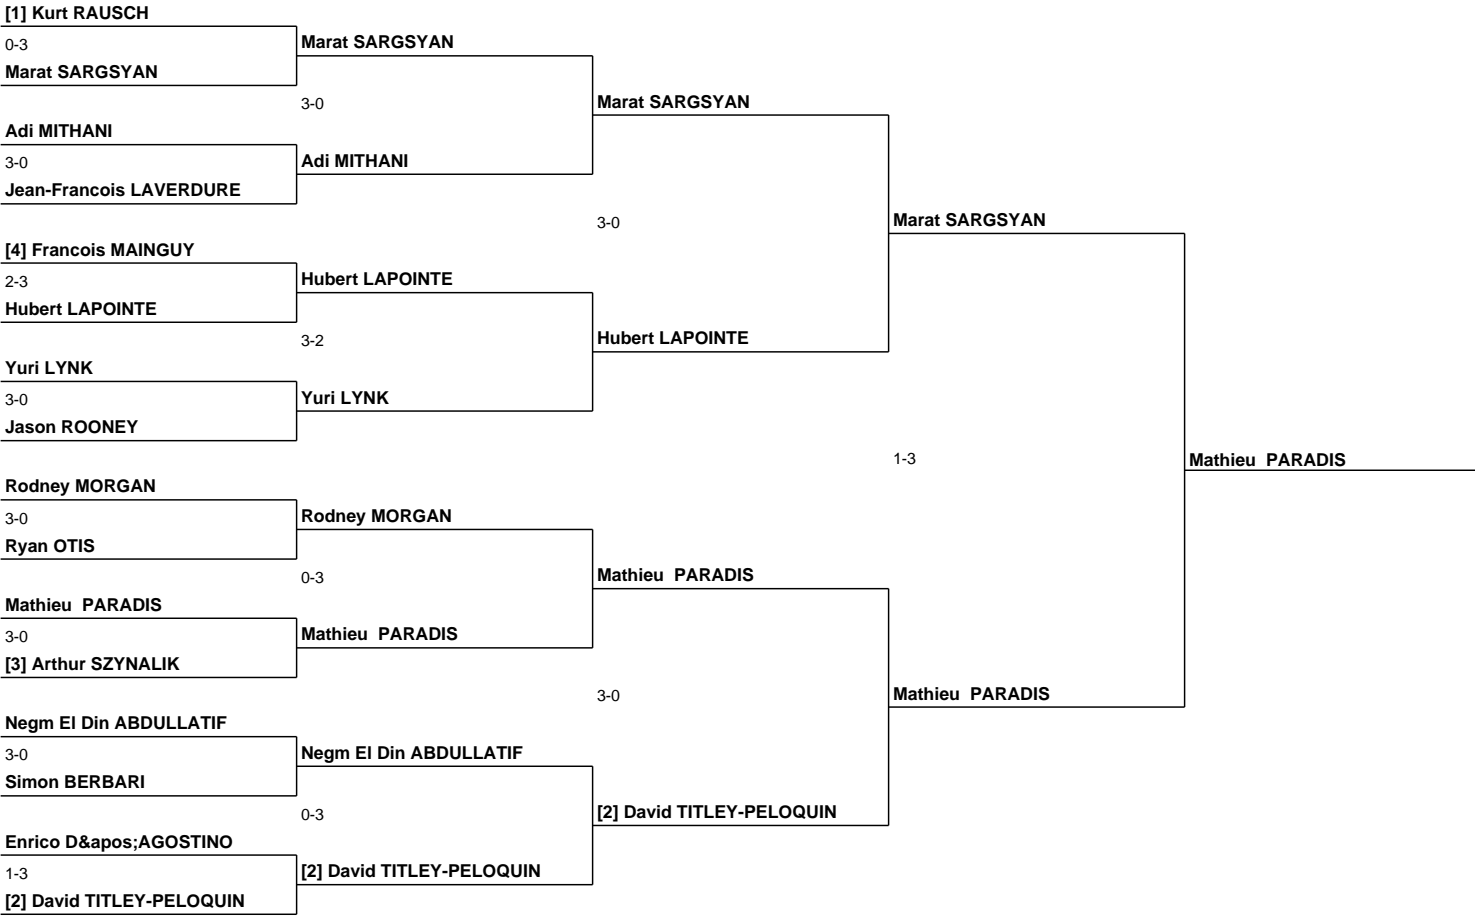 [1] Kurt RAUSCH
0-3
Marat SARGSYAN
Marat SARGSYAN
3-0
Marat SARGSYAN
Adi MITHANI
3-0
Adi MITHANI
Jean-Francois LAVERDURE
3-0
Marat SARGSYAN
[4] Francois MAINGUY
2-3
Hubert LAPOINTE
Hubert LAPOINTE
3-2
Hubert LAPOINTE
Yuri LYNK
3-0
Yuri LYNK
Jason ROONEY
1-3
Mathieu  PARADIS
Rodney MORGAN
3-0
Rodney MORGAN
Ryan OTIS
0-3
Mathieu  PARADIS
Mathieu  PARADIS
3-0
Mathieu  PARADIS
[3] Arthur SZYNALIK
3-0
Mathieu  PARADIS
Negm El Din ABDULLATIF
3-0
Negm El Din ABDULLATIF
Simon BERBARI
0-3
[2] David TITLEY-PELOQUIN
Enrico D&apos;AGOSTINO
1-3
[2] David TITLEY-PELOQUIN
[2] David TITLEY-PELOQUIN